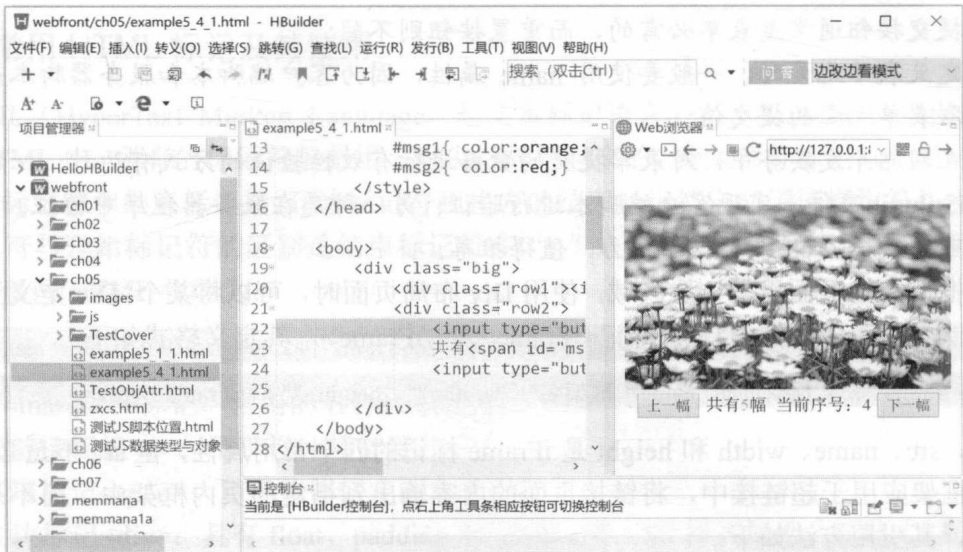 webfront/ch05/example5_4_1.html - HBuilder
文件(F) 编辑(E) 插入(I) 转义(O) 选择(S) 跳转(G) 查找(L) 运行(R) 发行(B) 工具(T) 视图(V) 帮助(H)
搜索（双击Ctrl）
问答 边改边看模式
项目管理器
HelloHBuilder
webfront
ch01
ch02
ch03
ch04
ch05
images
js
TestCover
example5_1_1.html
example5_4_1.html
TestObjAttr.html
zxcs.html
测试JS脚本位置.html
测试JS数据类型与对象
ch06
ch07
memmana1
memmana1a
example5_4_1.html
13 #msg1{ color:orange;
14 #msg2{ color:red;}
15 </style>
16 </head>
17
18 <body>
19 <div class="big">
20 <div class="row1"><i
21 <div class="row2">
22 <input type="but
23 共有<span id="ms
24 <input type="but
25
26 </div>
27 </body>
28 </html>
Web浏览器
http://127.0.0.1:
上一幅 共有5幅 当前序号：4 下一幅
控制台
当前是 [HBuilder控制台]，点右上角工具条相应按钮可切换控制台